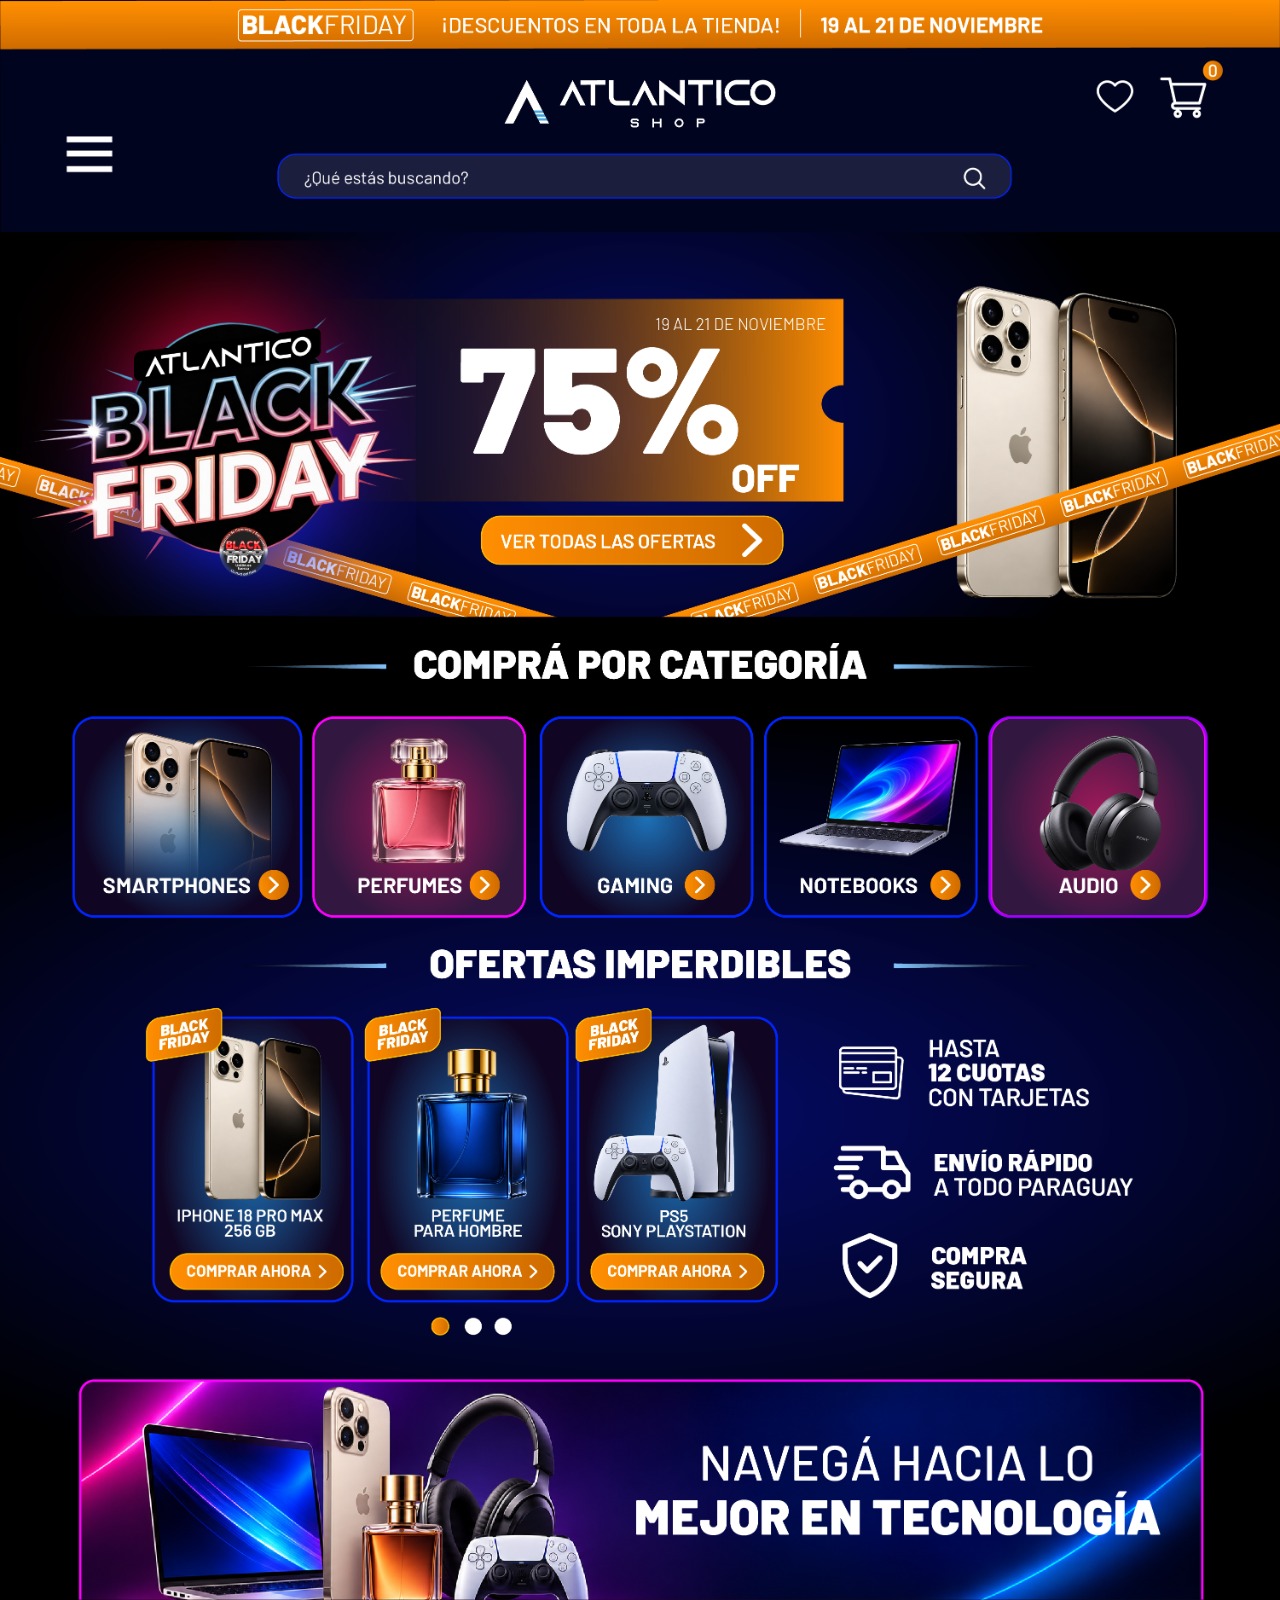 BLACKFRIDAY ¡DESCUENTOS EN TODA LA TIENDA! 19 AL 21 DE NOVIEMBRE
ATLANTICO
SHOP
0
¿Qué estás buscando?
ATLANTICO
BLACK
FRIDAY
BLACK
FRIDAY
19 AL 21 DE NOVIEMBRE
75%
OFF
VER TODAS LAS OFERTAS
BLACKFRIDAY
BLACKFRIDAY
BLACKFRIDAY
BLACKFRIDAY
BLACKFRIDAY
BLACKFRIDAY
COMPRÁ POR CATEGORÍA
SMARTPHONES
PERFUMES
GAMING
NOTEBOOKS
AUDIO
OFERTAS IMPERDIBLES
BLACK
FRIDAY
IPHONE 18 PRO MAX
256 GB
COMPRAR AHORA
BLACK
FRIDAY
PERFUME
PARA HOMBRE
COMPRAR AHORA
BLACK
FRIDAY
PS5
SONY PLAYSTATION
COMPRAR AHORA
HASTA
12 CUOTAS
CON TARJETAS
ENVÍO RÁPIDO
A TODO PARAGUAY
COMPRA
SEGURA
NAVEGÁ HACIA LO
MEJOR EN TECNOLOGÍA